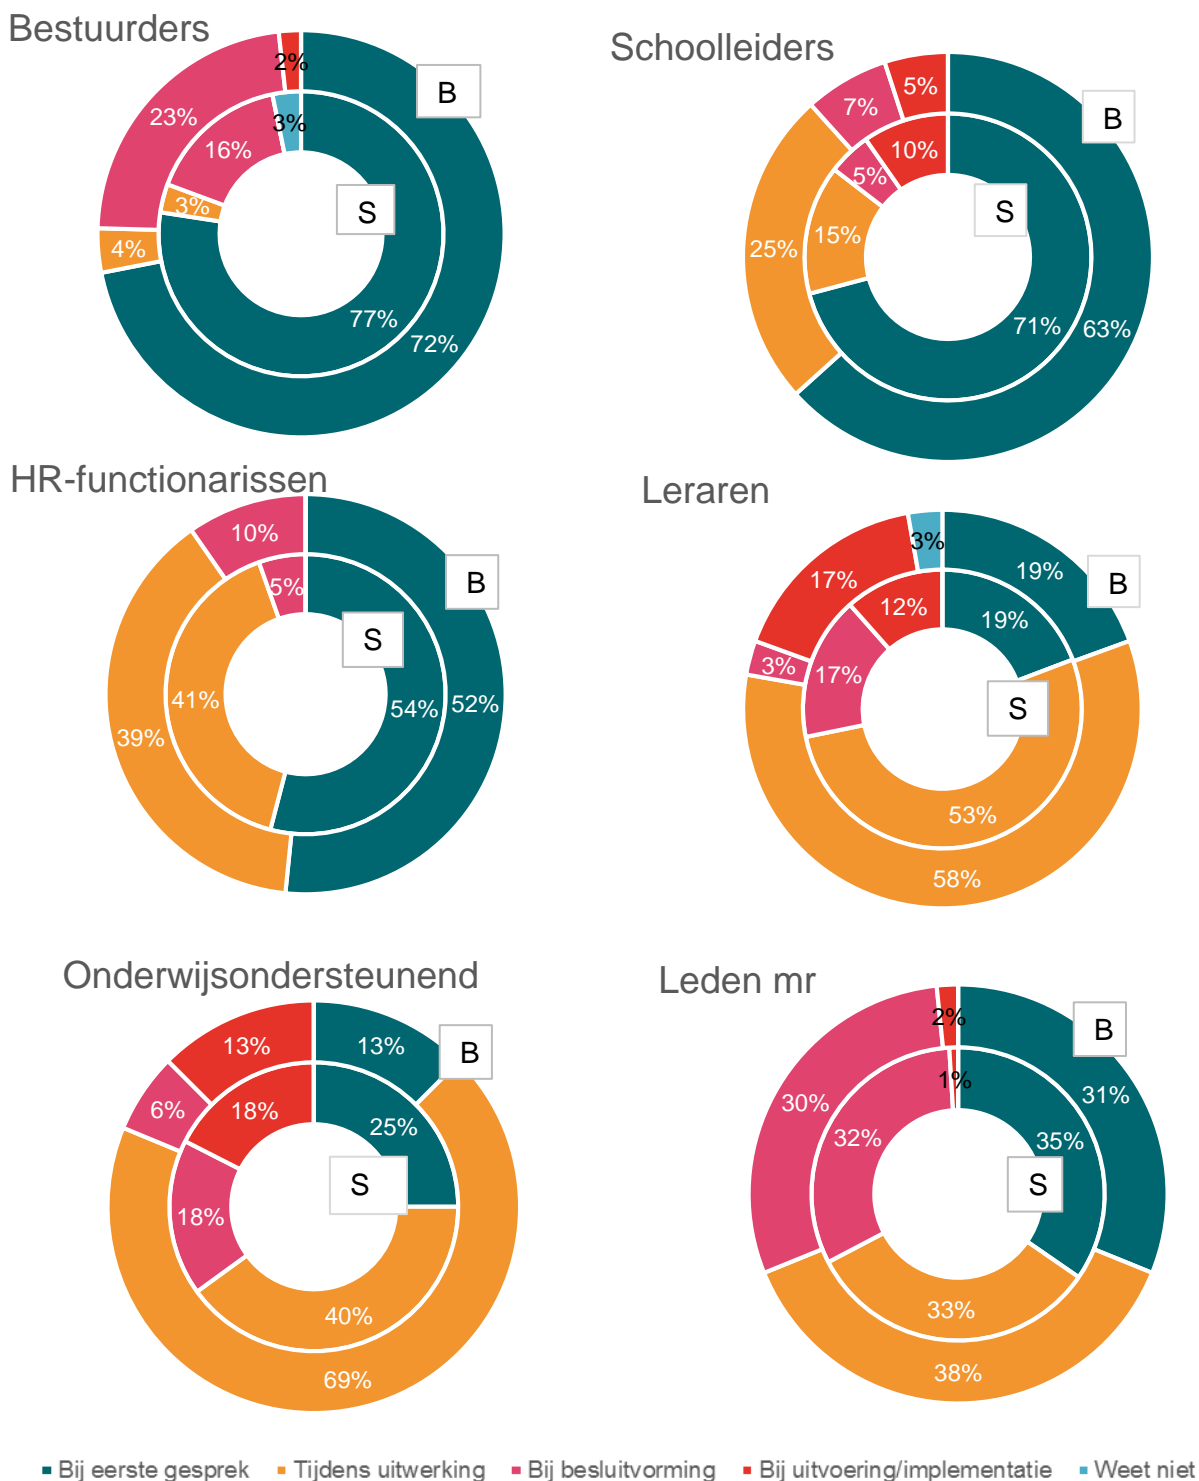 Bestuurders
2%
B
3%
23%
16%
S
3%
4%
77%
72%
Schoolleiders
5%
B
7%
10%
5%
S
15%
25%
71%
63%
HR-functionarissen
10%
B
5%
S
41%
54%
52%
39%
Leraren
3%
19%
B
17%
12%
19%
3%
17%
S
53%
58%
Onderwijsondersteunend
13%
13%
B
6%
18%
25%
S
18%
40%
69%
Leden mr
2%
B
1%
30%
31%
32%
35%
S
33%
38%
Bij eerste gesprek Tijdens uitwerking Bij besluitvorming Bij uitvoering/implementatie Weet niet